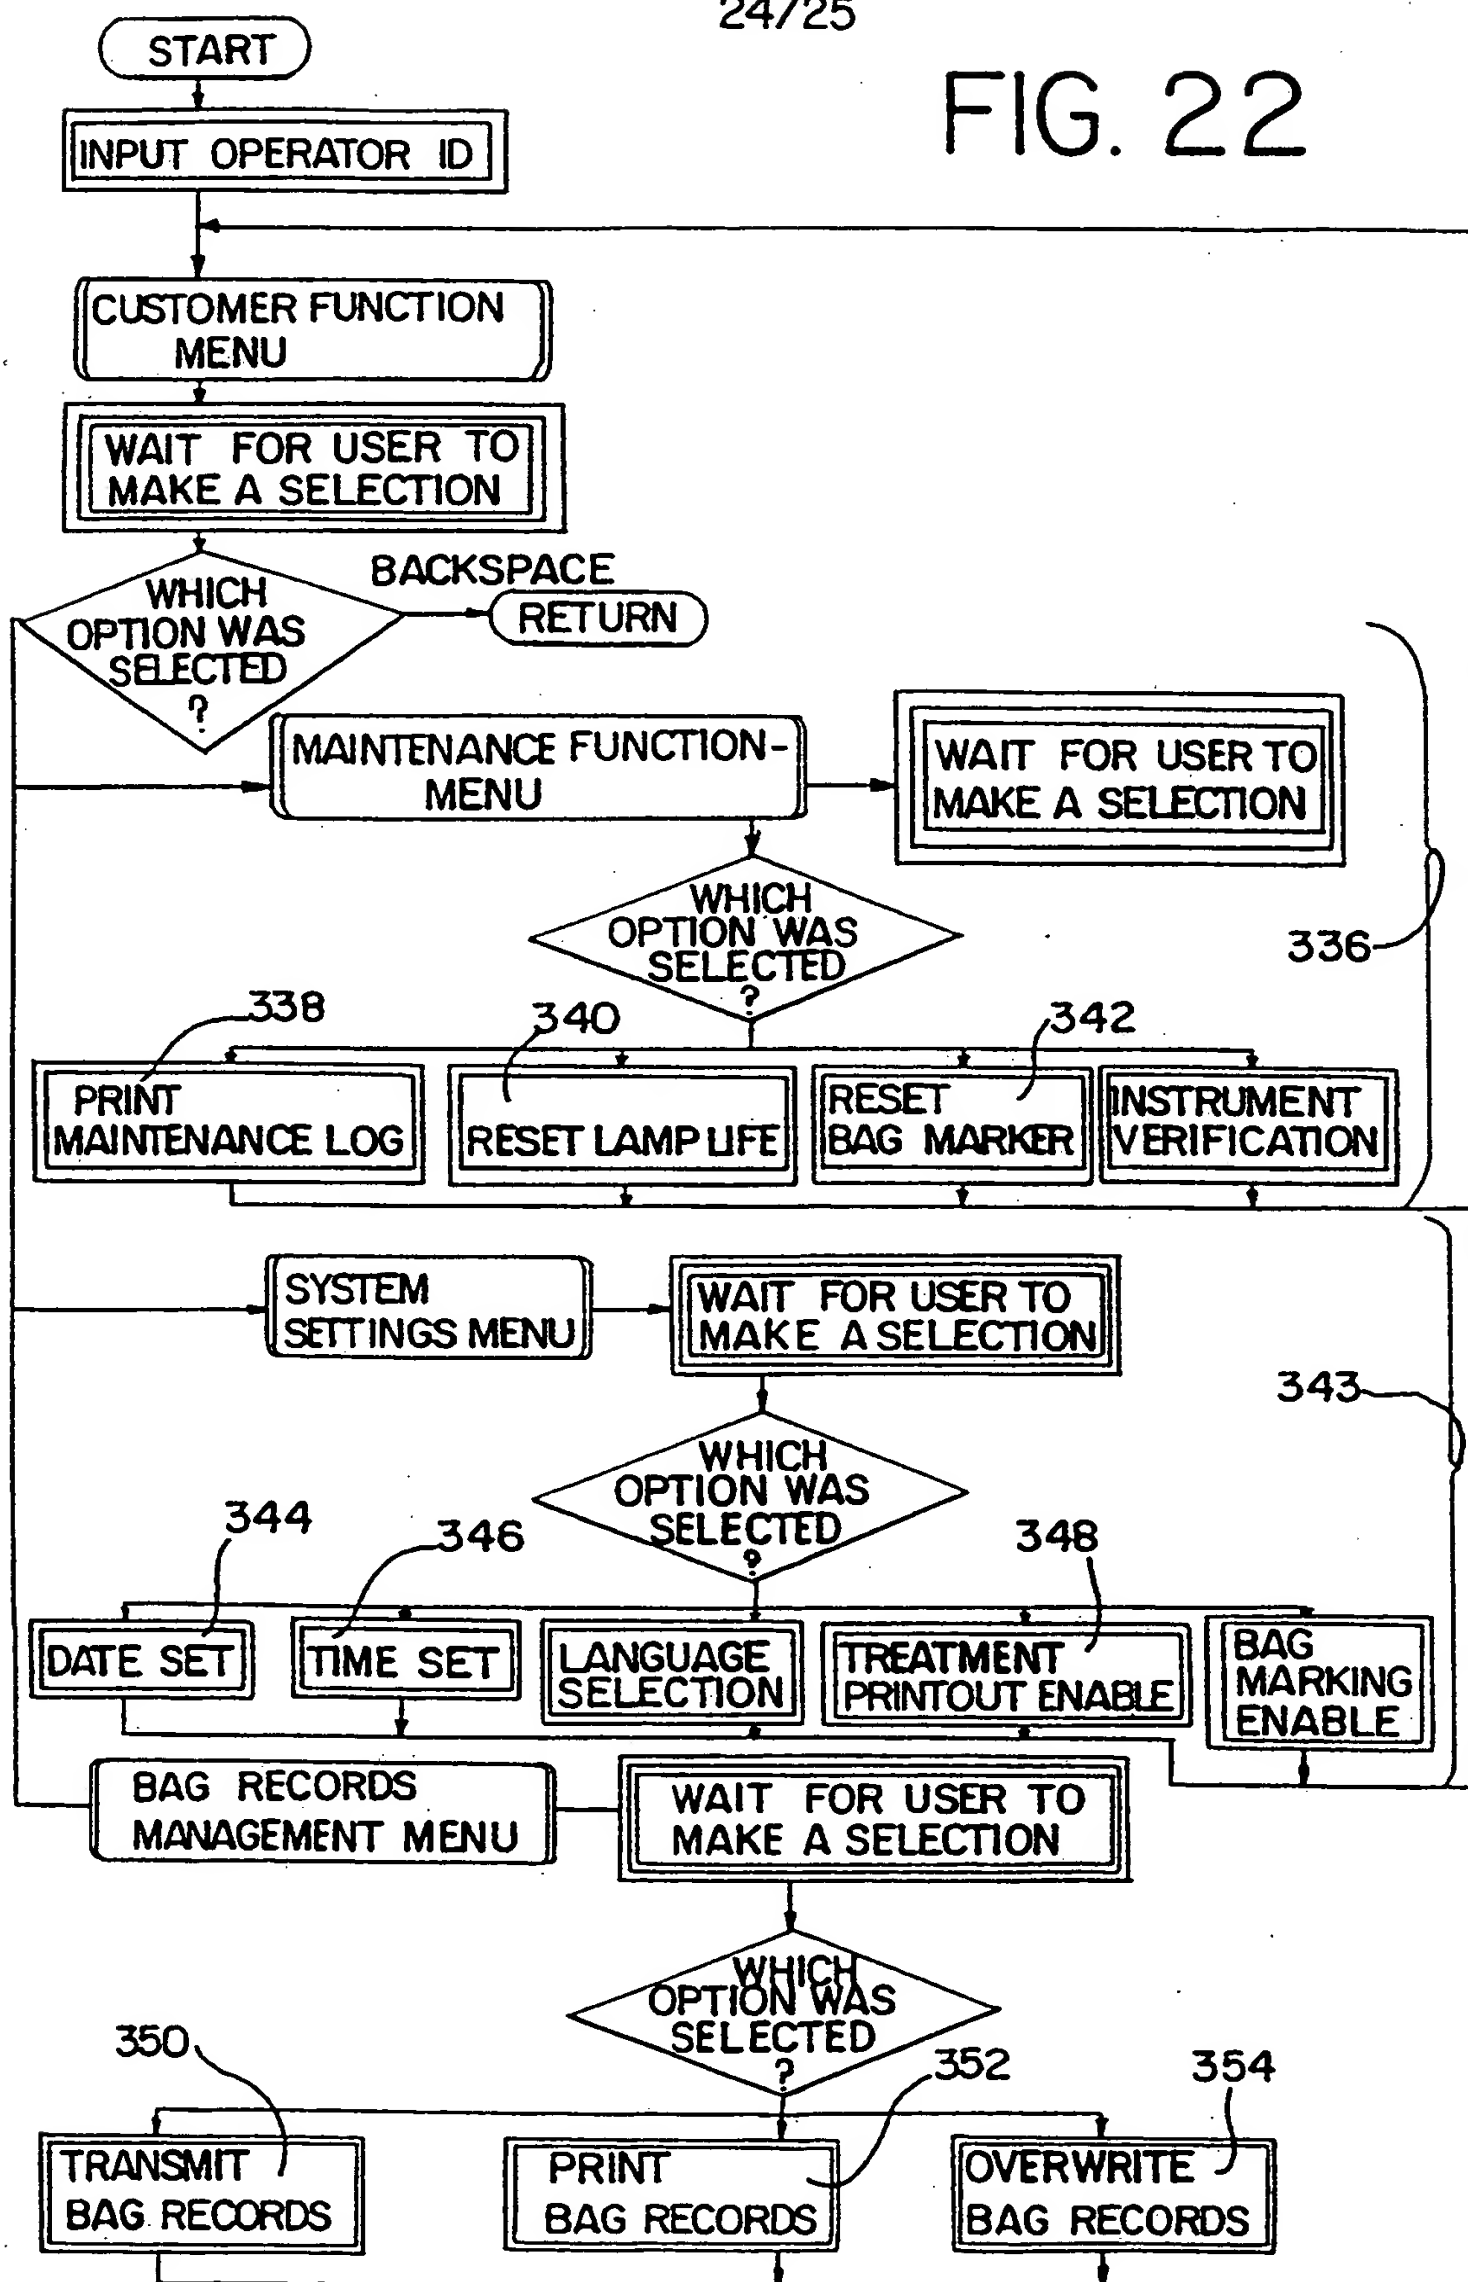 24/25
START
FIG. 22
INPUT OPERATOR ID
CUSTOMER FUNCTION
MENU
WAIT FOR USER TO
MAKE A SELECTION
BACKSPACE
WHICH
OPTION WAS
SELECTED
?
RETURN
MAINTENANCE FUNCTION-
MENU
WAIT FOR USER TO
MAKE A SELECTION
WHICH
OPTION WAS
SELECTED
?
336
338
340
342
PRINT
MAINTENANCE LOG
RESET LAMP LIFE
RESET
BAG MARKER
INSTRUMENT
VERIFICATION
SYSTEM
SETTINGS MENU
WAIT FOR USER TO
MAKE A SELECTION
343
WHICH
OPTION WAS
SELECTED
?
344
346
348
DATE SET
TIME SET
LANGUAGE
SELECTION
TREATMENT
PRINTOUT ENABLE
BAG
MARKING
ENABLE
BAG RECORDS
MANAGEMENT MENU
WAIT FOR USER TO
MAKE A SELECTION
WHICH
OPTION WAS
SELECTED
?
350
352
354
TRANSMIT
BAG RECORDS
PRINT
BAG RECORDS
OVERWRITE
BAG RECORDS